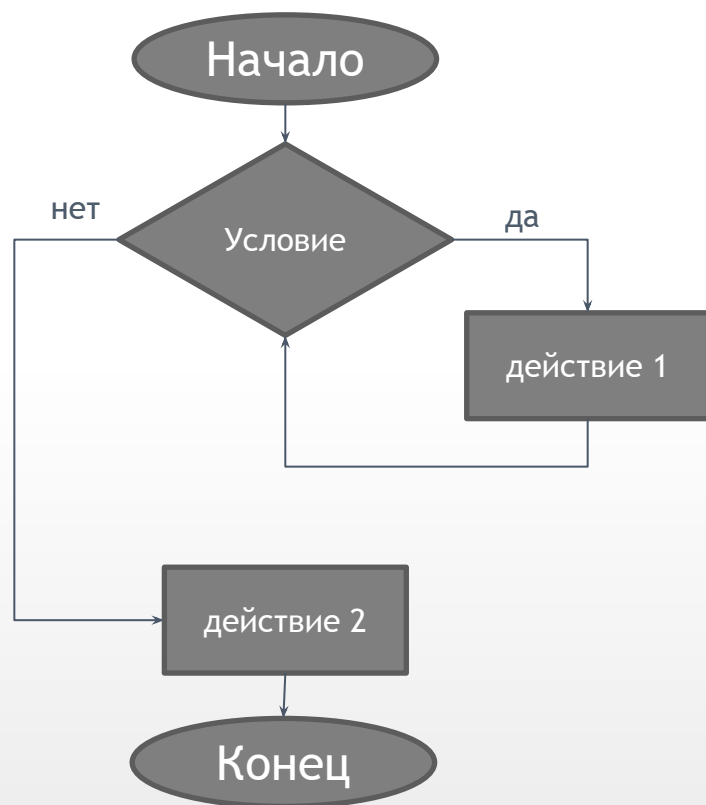 Начало
нет
да
Условие
действие 1
действие 2
Конец